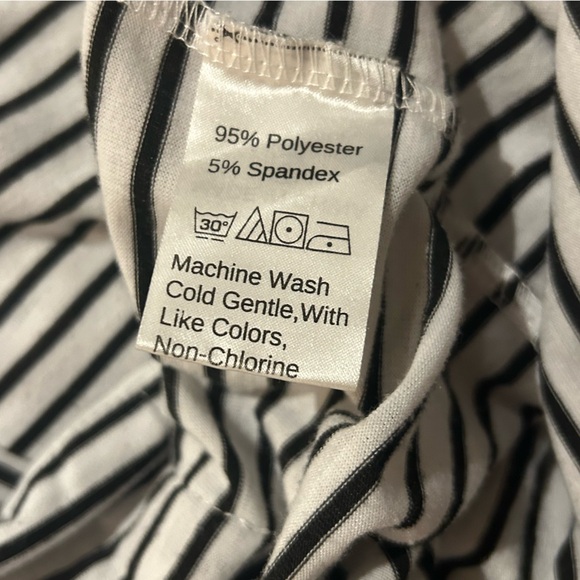 95% Polyester
5% Spandex
30°
Machine Wash
Cold Gentle,With
Like Colors,
Non-Chlorine